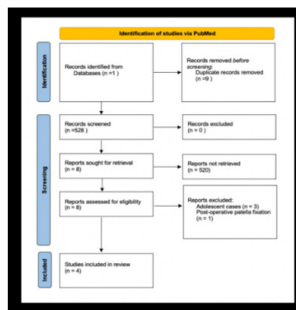 Identification of studies via PubMed
Identification
Records identified from
Databases (n =1 )
Records removed before
screening:
Duplicate records removed
(n =9 )
Screening
Records screened
(n =528 )
Records excluded
(n = 0 )
Reports sought for retrieval
(n = 8)
Reports not retrieved
(n = 520)
Reports assessed for eligibility
(n = 8)
Reports excluded:
Adolescent cases (n = 3)
Post-operative patella fixation
(n = 1)
Included
Studies included in review
(n = 4)